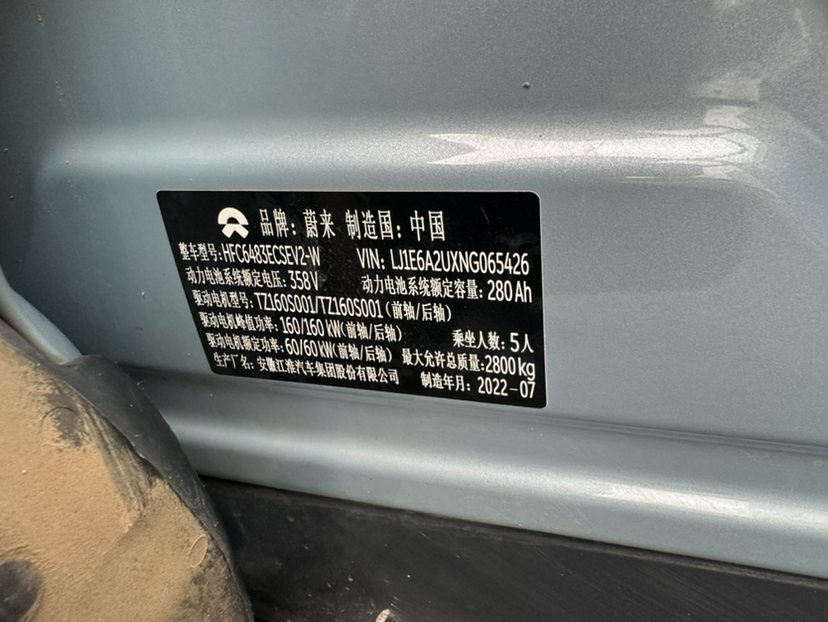 品牌: 蔚来 制造国: 中国
整车型号:HFC6483ECSEV2-W VIN: LJ1E6A2UXNG065426
动力电池系统额定电压: 358V 动力电池系统额定容量: 280Ah
驱动电机型号: TZ160S001/TZ160S001(前轴/后轴)
驱动电机峰值功率: 160/160 kW(前轴/后轴) 乘坐人数: 5人
驱动电机额定功率: 60/60 kW(前轴/后轴) 最大允许总质量:2800kg
生产厂名: 安徽江淮汽车集团股份有限公司 制造年月: 2022-07